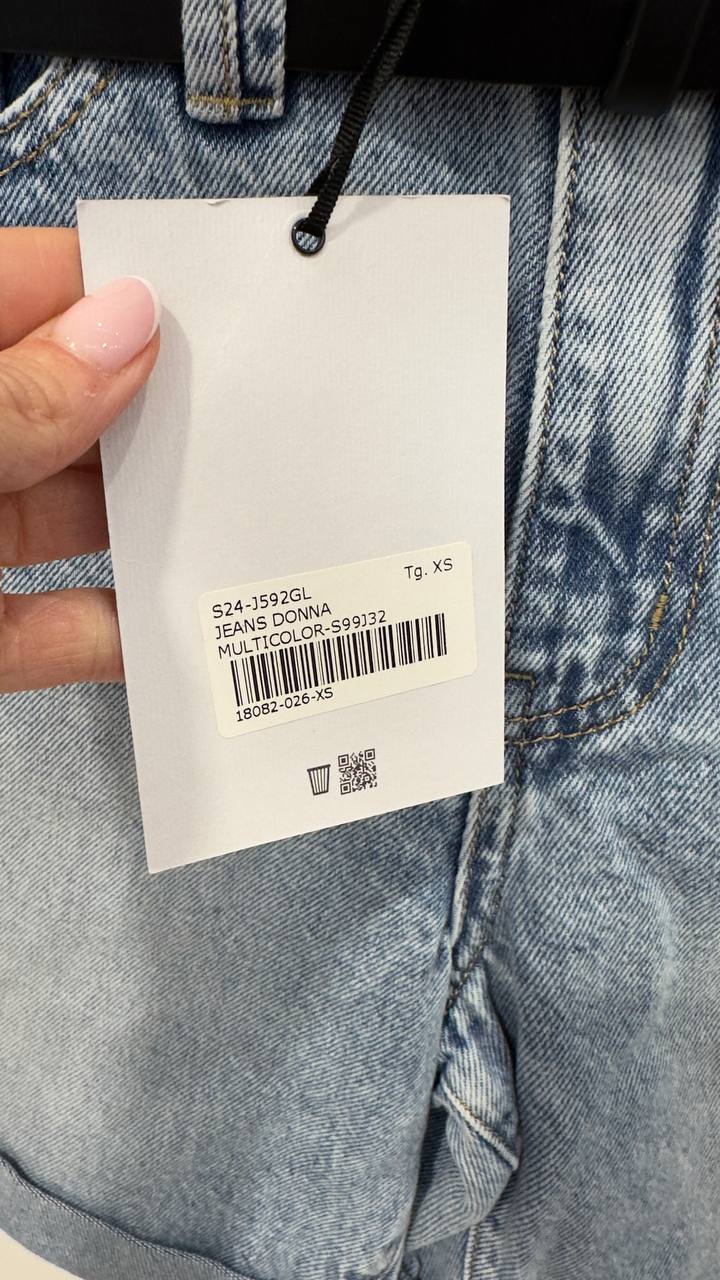 Tg. XS
S24-J592GL
JEANS DONNA
MULTICOLOR-S99J32
18082-026-XS